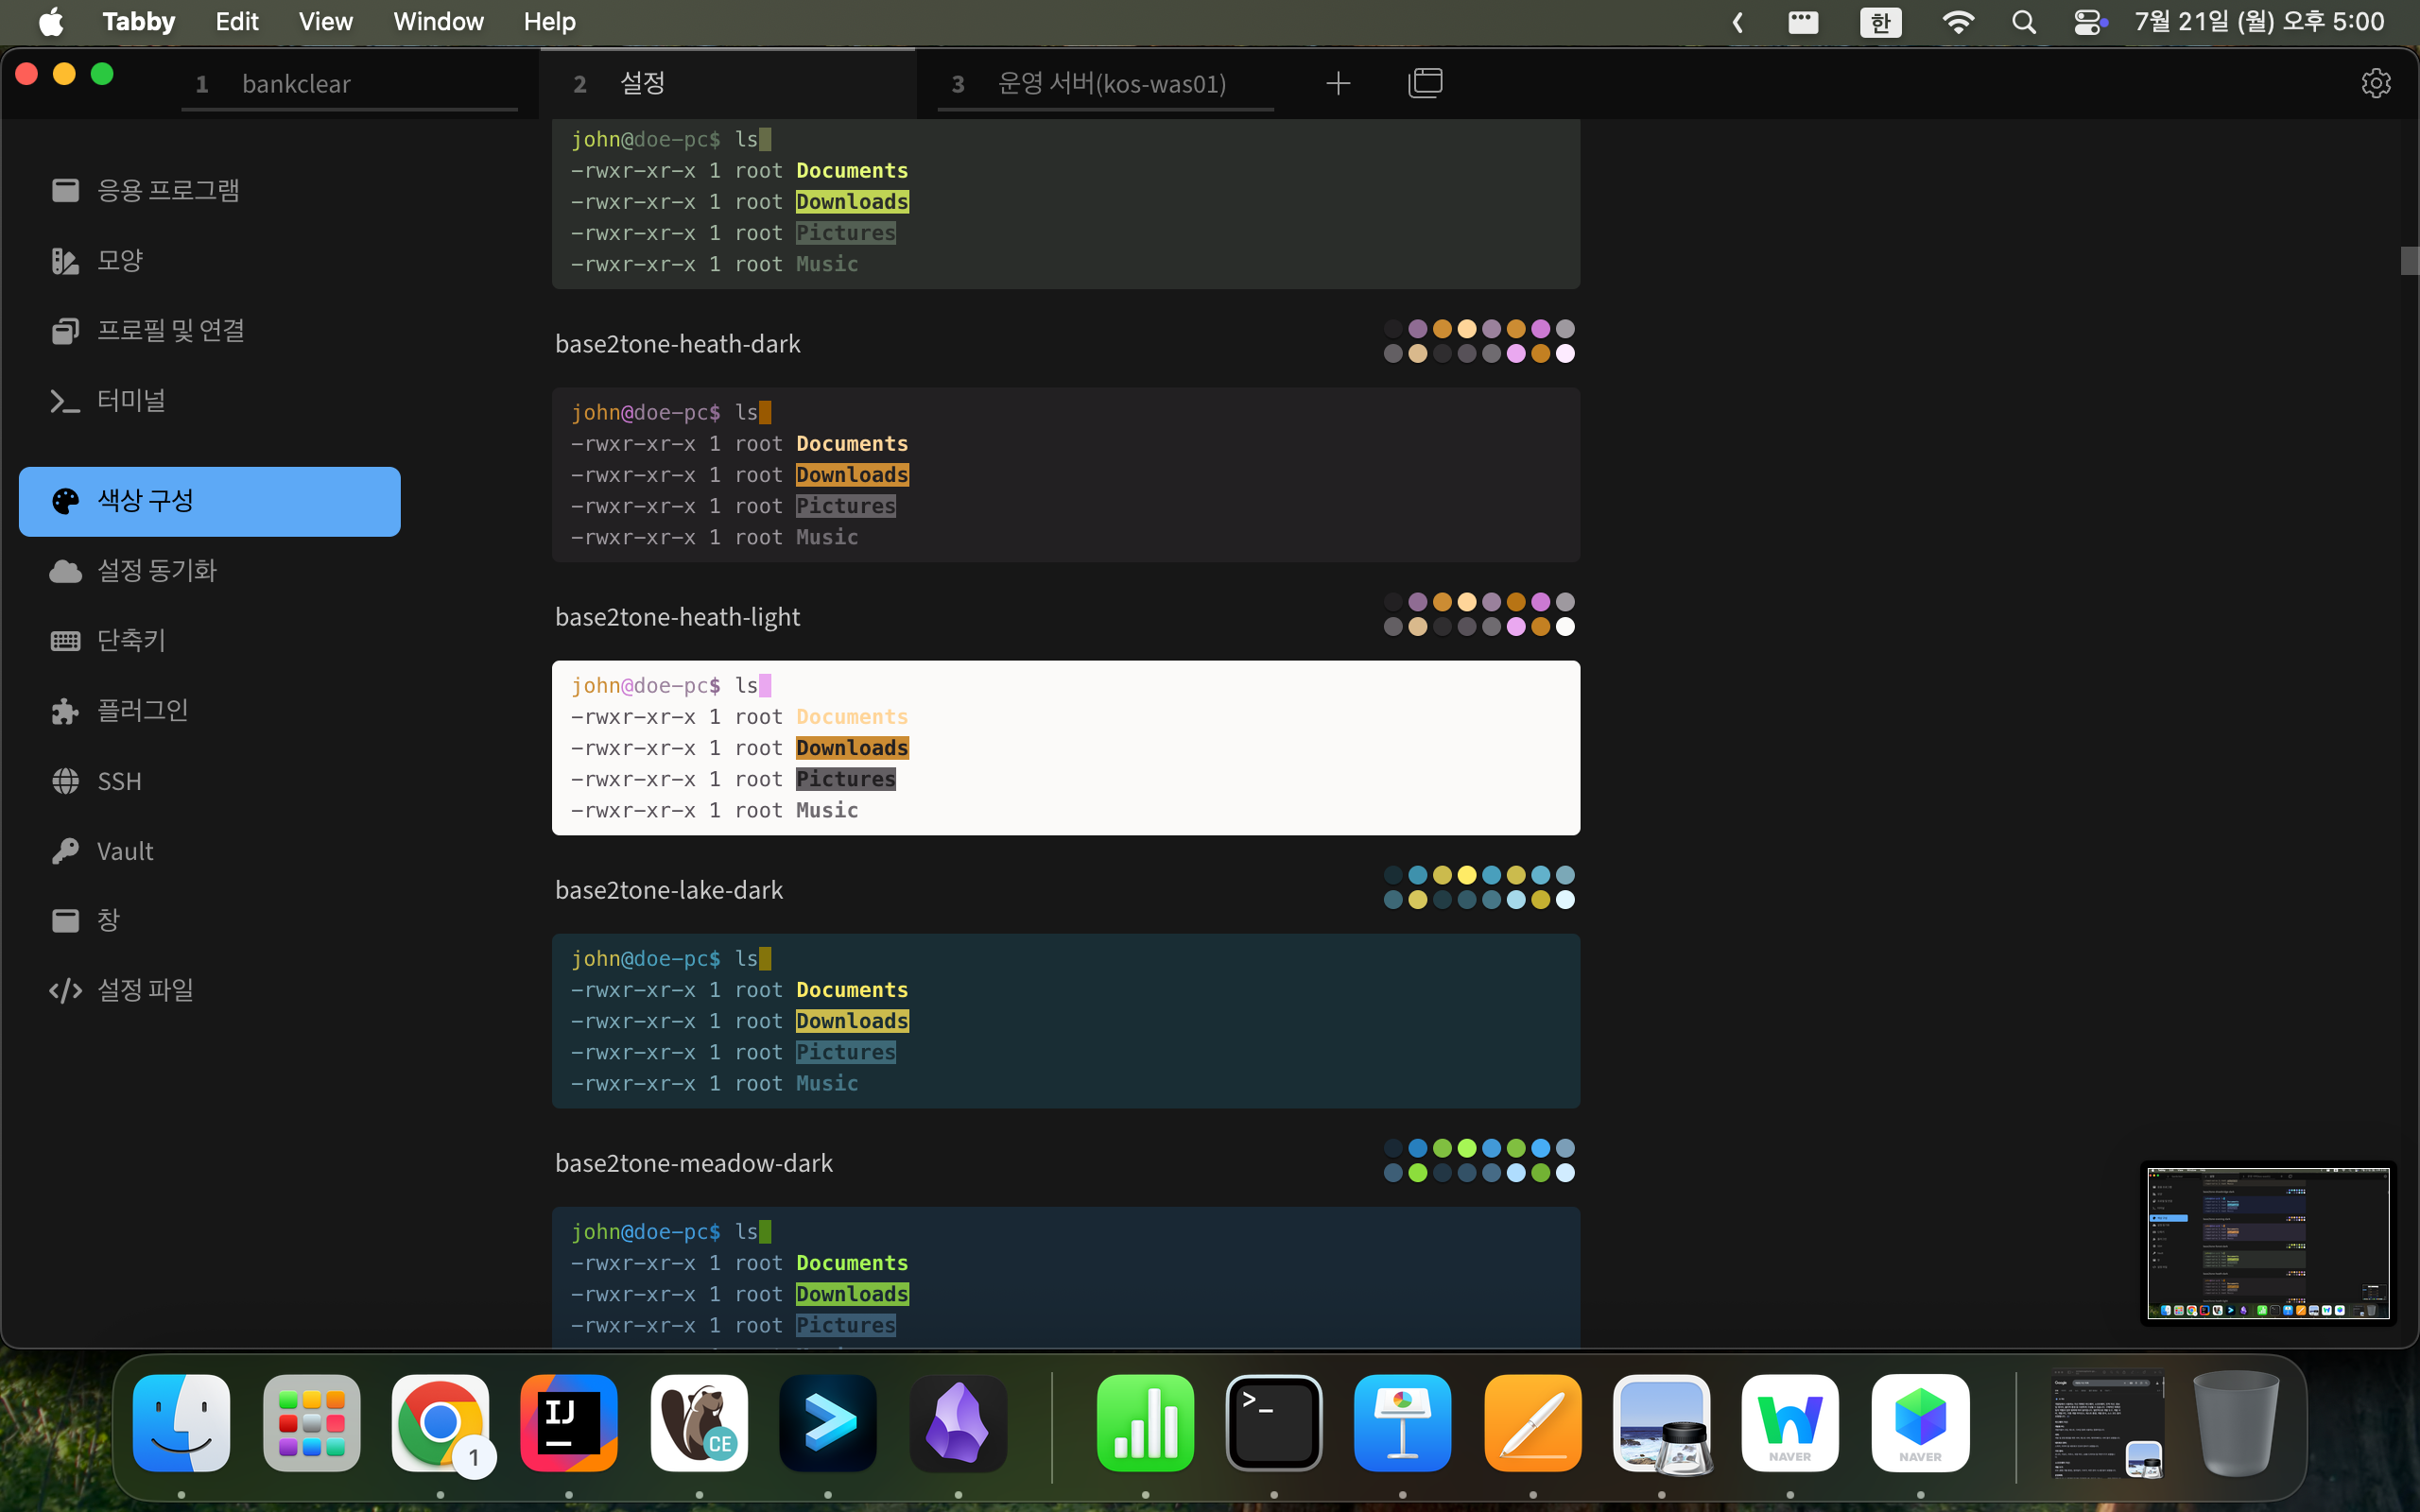 Tabby Edit View Window Help
한 7월 21일 (월) 오후 5:00
1 bankclear
2 설정
3 운영 서버(kos-was01)
응용 프로그램
모양
프로필 및 연결
터미널
색상 구성
설정 동기화
단축키
플러그인
SSH
Vault
창
설정 파일
john@doe-pc$ ls
-rwxr-xr-x 1 root Documents
-rwxr-xr-x 1 root Downloads
-rwxr-xr-x 1 root Pictures
-rwxr-xr-x 1 root Music
base2tone-heath-dark
john@doe-pc$ ls
-rwxr-xr-x 1 root Documents
-rwxr-xr-x 1 root Downloads
-rwxr-xr-x 1 root Pictures
-rwxr-xr-x 1 root Music
base2tone-heath-light
john@doe-pc$ ls
-rwxr-xr-x 1 root Documents
-rwxr-xr-x 1 root Downloads
-rwxr-xr-x 1 root Pictures
-rwxr-xr-x 1 root Music
base2tone-lake-dark
john@doe-pc$ ls
-rwxr-xr-x 1 root Documents
-rwxr-xr-x 1 root Downloads
-rwxr-xr-x 1 root Pictures
-rwxr-xr-x 1 root Music
base2tone-meadow-dark
john@doe-pc$ ls
-rwxr-xr-x 1 root Documents
-rwxr-xr-x 1 root Downloads
-rwxr-xr-x 1 root Pictures
1
IJ
CE
>_
NAVER
NAVER